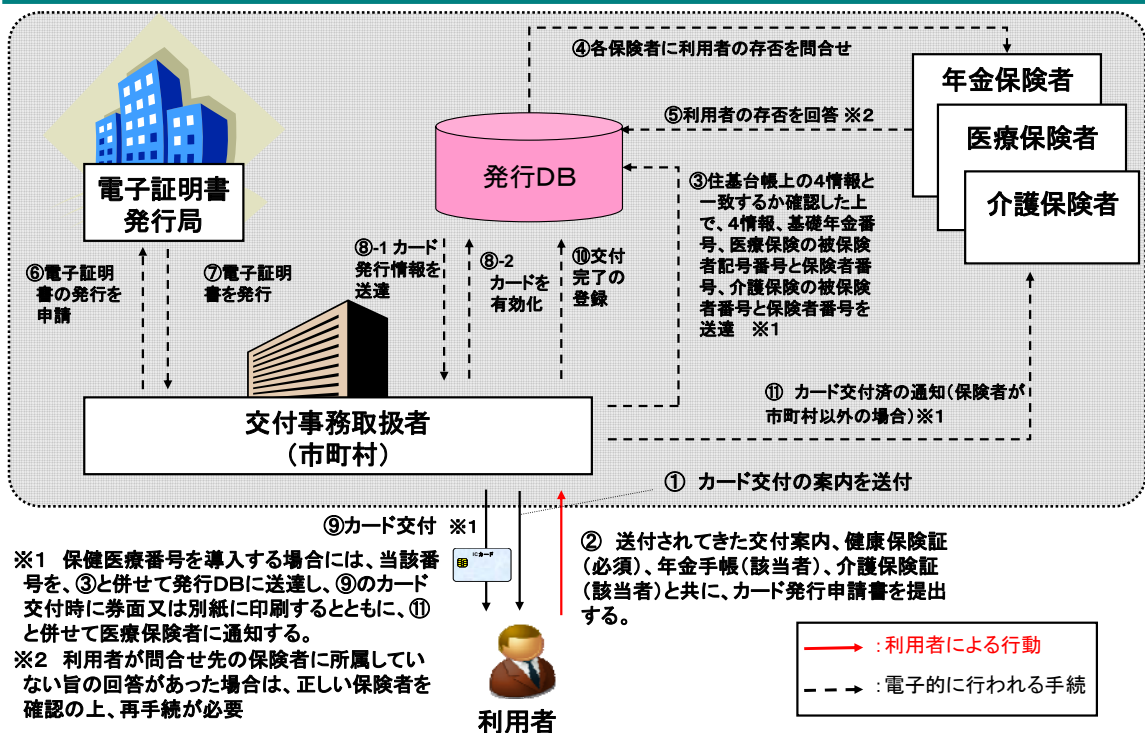 ④各保険者に利用者の存否を問合せ
年金保険者
⑤利用者の存否を回答 ※2
医療保険者
介護保険者
発行DB
電子証明書
発行局
③住基台帳上の4情報と
一致するか確認した上
で、4情報、基礎年金番
号、医療保険の被保険
者記号番号と保険者番
号、介護保険の被保険
者番号と保険者番号を
送達 ※1
⑥電子証明
書の発行を
申請
⑦電子証明
書を発行
⑧-1 カード
発行情報を
送達
⑧-2
カードを
有効化
⑩交付
完了の
登録
⑪ カード交付済の通知(保険者が
市町村以外の場合)※1
交付事務取扱者
(市町村)
① カード交付の案内を送付
⑨カード交付 ※1
ICカード
② 送付されてきた交付案内、健康保険証
(必須)、年金手帳(該当者)、介護保険証
(該当者)と共に、カード発行申請書を提出
する。
※1 保健医療番号を導入する場合には、当該番
号を、③と併せて発行DBに送達し、⑨のカード
交付時に券面又は別紙に印刷するとともに、⑪
と併せて医療保険者に通知する。
※2 利用者が問合せ先の保険者に所属してい
ない旨の回答があった場合は、正しい保険者を
確認の上、再手続が必要
利用者
:利用者による行動
:電子的に行われる手続